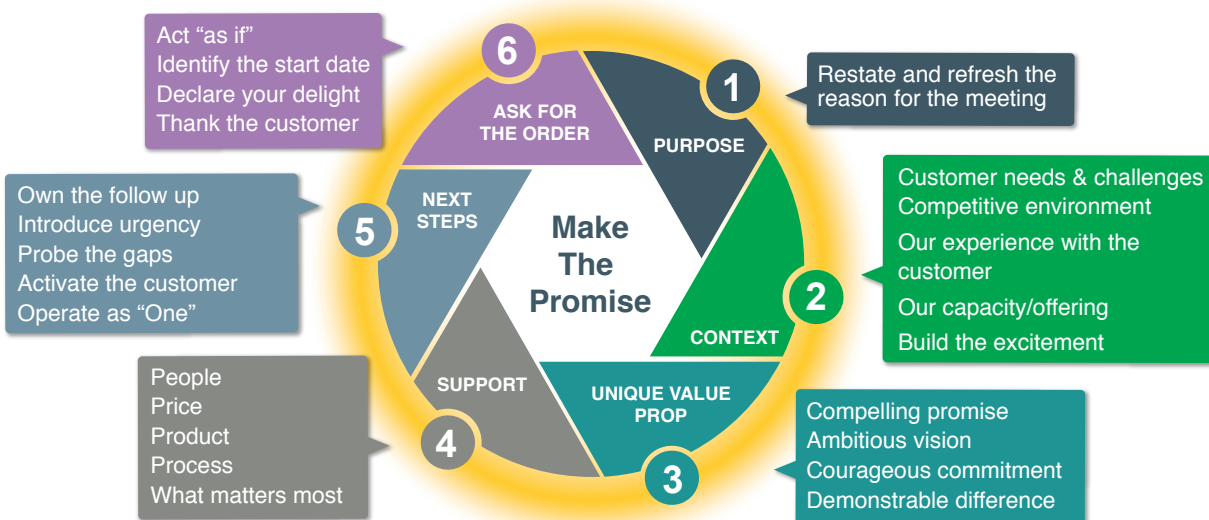 Make
The
Promise
1
PURPOSE
Restate and refresh the
reason for the meeting
2
CONTEXT
Customer needs & challenges
Competitive environment
Our experience with the
customer
Our capacity/offering
Build the excitement
3
UNIQUE VALUE
PROP
Compelling promise
Ambitious vision
Courageous commitment
Demonstrable difference
4
SUPPORT
People
Price
Product
Process
What matters most
5
NEXT
STEPS
Own the follow up
Introduce urgency
Probe the gaps
Activate the customer
Operate as “One”
6
ASK FOR
THE ORDER
Act “as if”
Identify the start date
Declare your delight
Thank the customer